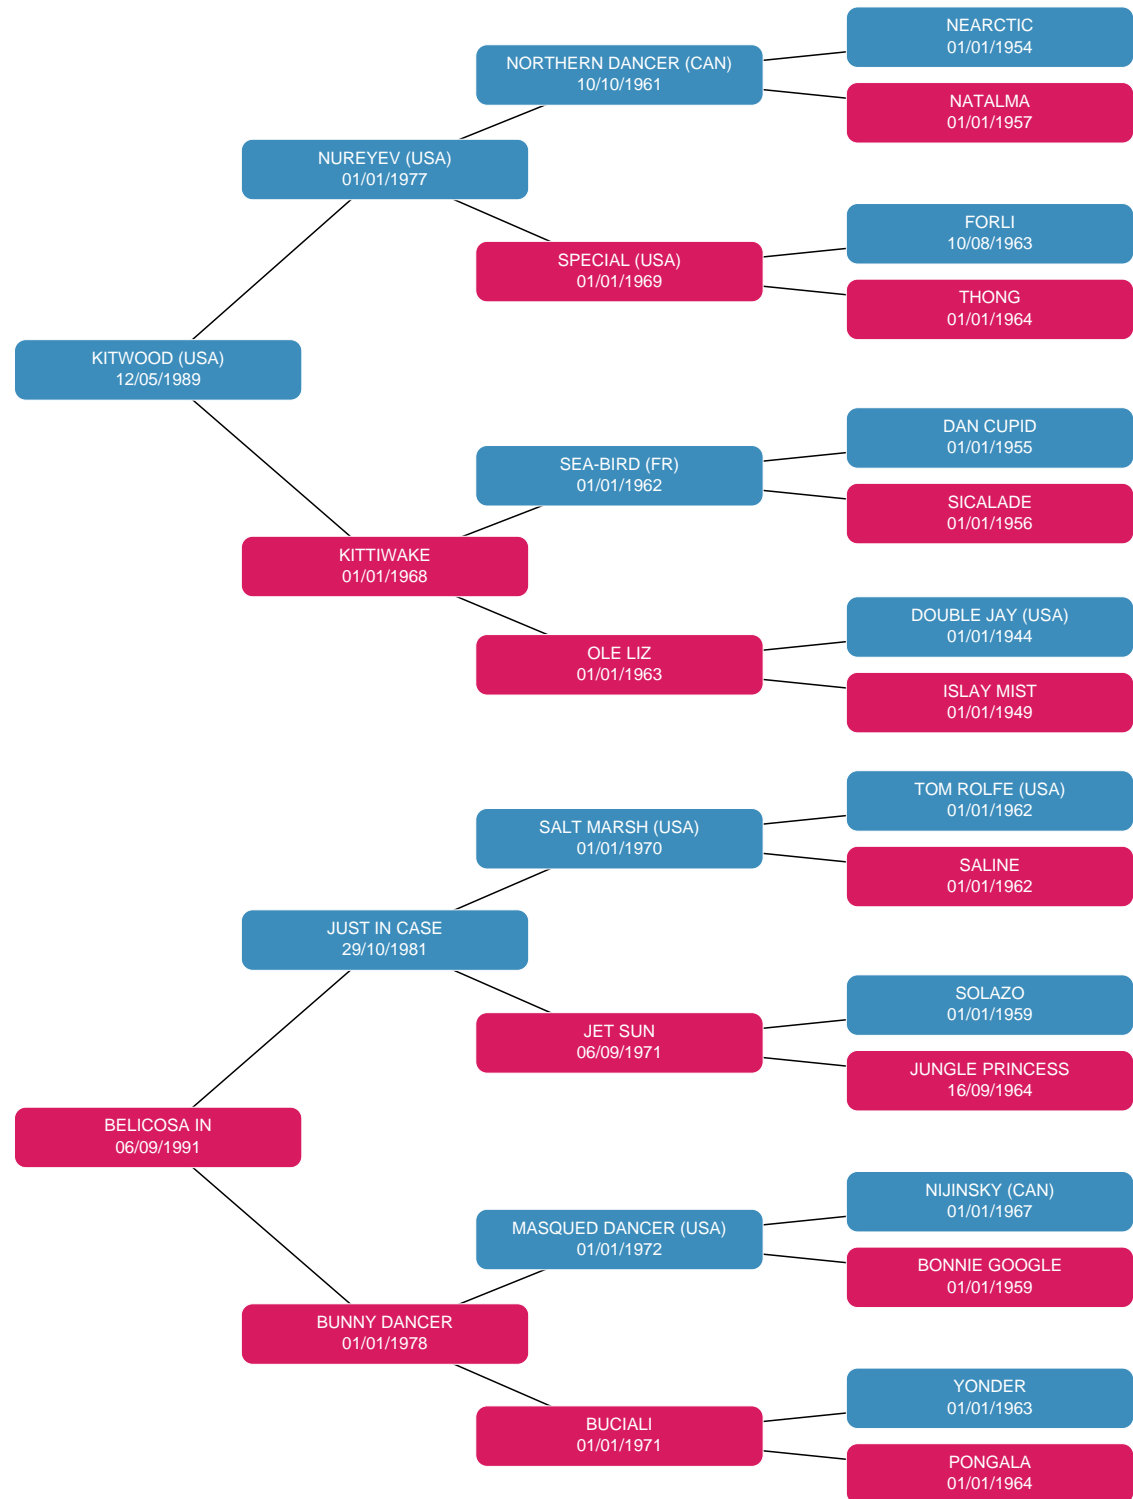 NEARCTIC
01/01/1954
NORTHERN DANCER (CAN)
10/10/1961
NATALMA
01/01/1957
NUREYEV (USA)
01/01/1977
FORLI
10/08/1963
SPECIAL (USA)
01/01/1969
THONG
01/01/1964
KITWOOD (USA)
12/05/1989
DAN CUPID
01/01/1955
SEA-BIRD (FR)
01/01/1962
SICALADE
01/01/1956
KITTIWAKE
01/01/1968
DOUBLE JAY (USA)
01/01/1944
OLE LIZ
01/01/1963
ISLAY MIST
01/01/1949
TOM ROLFE (USA)
01/01/1962
SALT MARSH (USA)
01/01/1970
SALINE
01/01/1962
JUST IN CASE
29/10/1981
SOLAZO
01/01/1959
JET SUN
06/09/1971
JUNGLE PRINCESS
16/09/1964
BELICOSA IN
06/09/1991
NIJINSKY (CAN)
01/01/1967
MASQUED DANCER (USA)
01/01/1972
BONNIE GOOGLE
01/01/1959
BUNNY DANCER
01/01/1978
YONDER
01/01/1963
BUCIALI
01/01/1971
PONGALA
01/01/1964